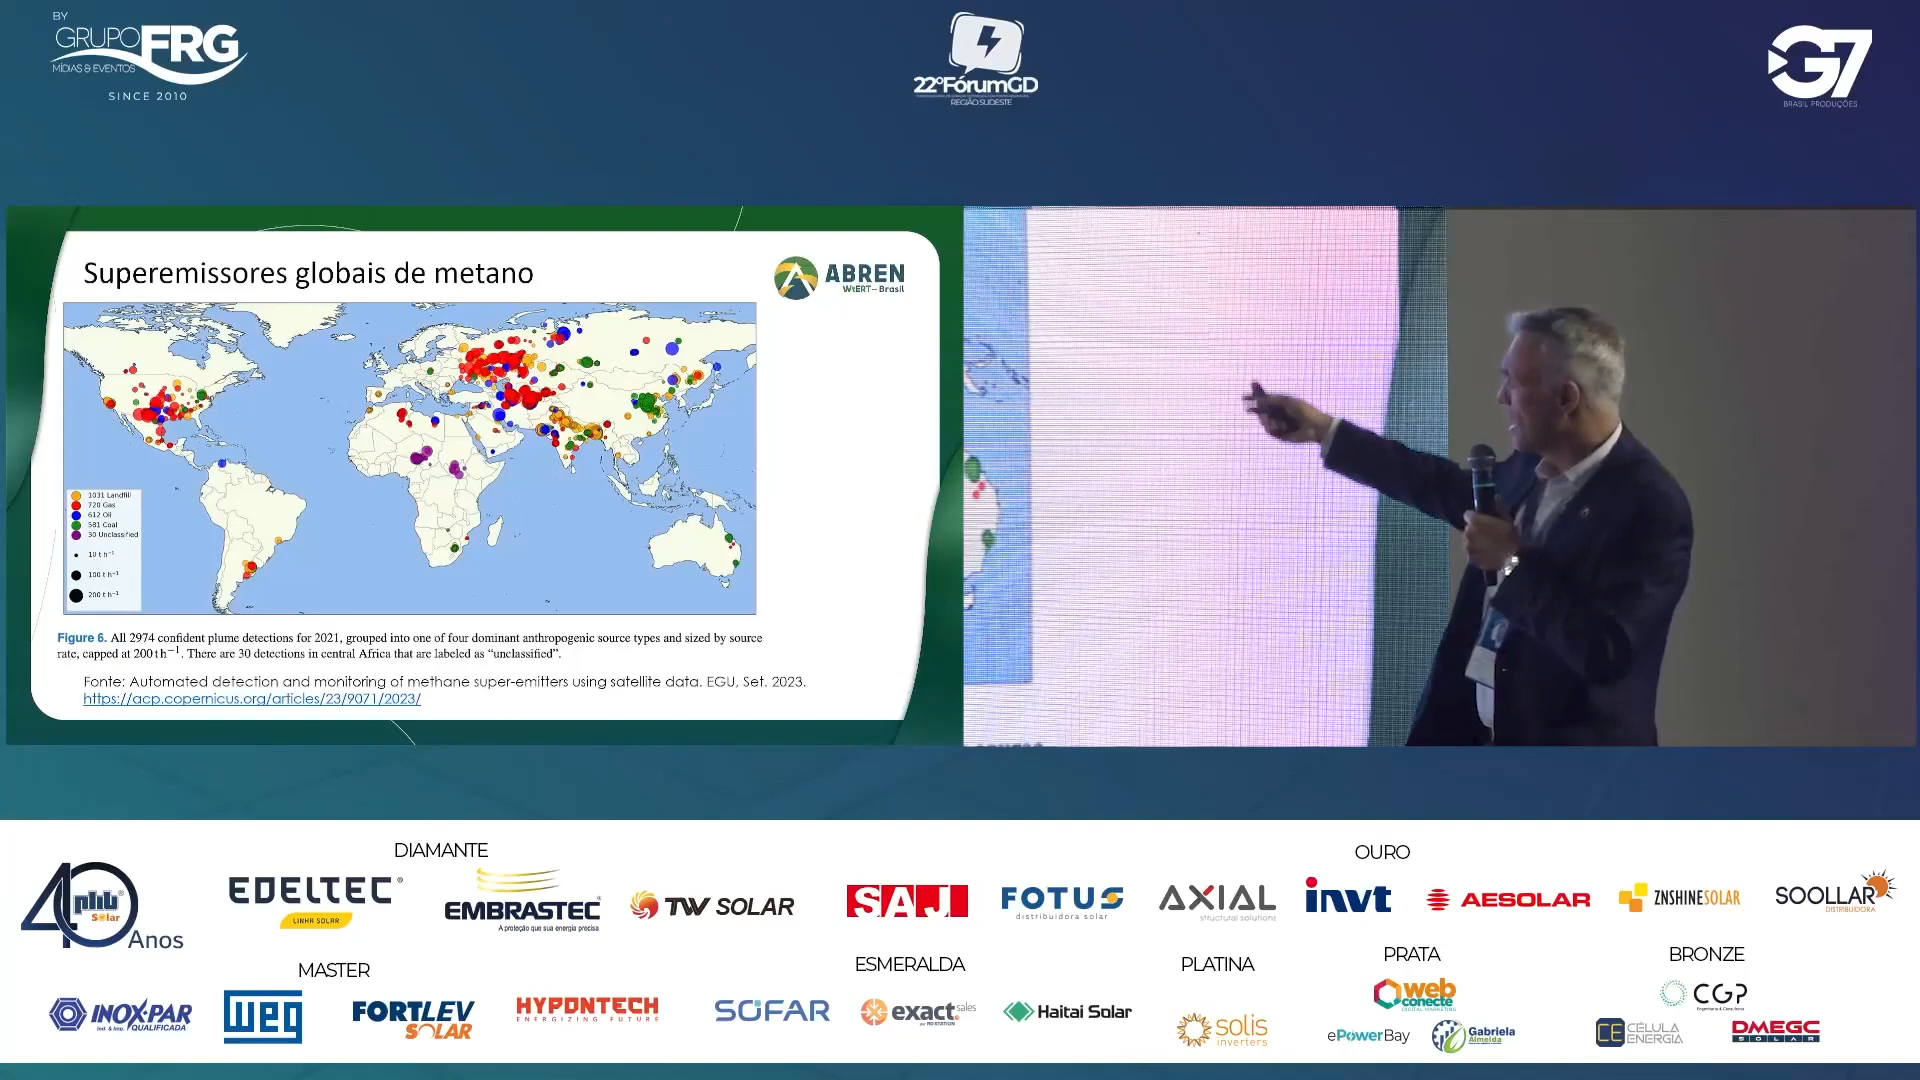 BY
GRUPO FRG
MÍDIAS & EVENTOS
SINCE 2010
22ºFórumGD
REGIÃO SUDESTE
G7
BRASIL PRODUÇÕES
Superemissores globais de metano
ABREN
WtERT-Brasil
1031 Landfill
720 Gas
612 Oil
581 Coal
30 Unclassified
10 t h⁻¹
100 t h⁻¹
200 t h⁻¹
Figure 6. All 2974 confident plume detections for 2021, grouped into one of four dominant anthropogenic source types and sized by source
rate, capped at 200 t h⁻¹. There are 30 detections in central Africa that are labeled as “unclassified”.
Fonte: Automated detection and monitoring of methane super-emitters using satellite data. EGU, Set. 2023.
https://acp.copernicus.org/articles/23/9071/2023/
DIAMANTE
OURO
40 Anos
phb Solar
EDELTEC
LINHA SOLAR
EMBRASTEC
A proteção que sua energia precisa
TW SOLAR
SAJ
FOTUS
distribuidora solar
AXIAL
structural solutions
invt
AESOLAR
ZNSHINESOLAR
SOOLLAR
DISTRIBUIDORA
MASTER
ESMERALDA
PLATINA
PRATA
BRONZE
INOX-PAR
Ind. & Imp. QUALIFICADA
WEG
FORTLEV
SOLAR
HYPONTECH
ENERGIZING FUTURE
SOFAR
exact sales
por RD STATION
Haitai Solar
solis
inverters
web
conecte
DIGITAL MARKETING
ePowerBay
Gabriela
Almeida
CGP
Engenharia & Consultoria
CE CÉLULA
ENERGIA
DMEGC
SOLAR